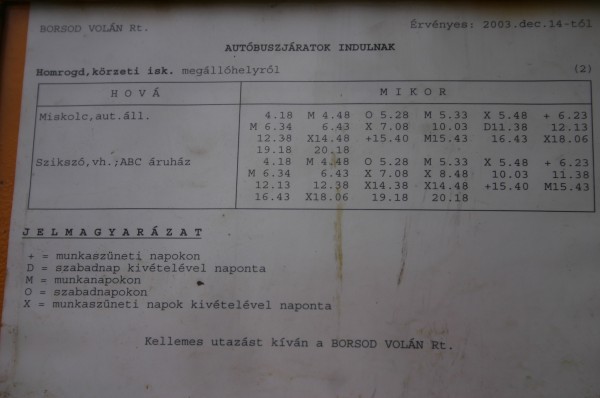 BORSOD VOLÁN Rt. Érvényes: 2003.dec.14-től
AUTÓBUSZJÁRATOK INDULNAK
Homrogd,körzeti isk. megállóhelyről (2)
HOVÁ MIKOR
Miskolc,aut.áll. 4.18 M 4.48 O 5.28 M 5.33 X 5.48 + 6.23
M 6.34 6.43 X 7.08 10.03 D11.38 12.13
12.38 X14.48 +15.40 M15.43 16.43 X18.06
19.18 20.18
Szikszó,vh.;ABC áruház 4.18 M 4.48 O 5.28 M 5.33 X 5.48 + 6.23
M 6.34 6.43 X 7.08 X 8.48 10.03 11.38
12.13 12.38 X14.38 X14.48 +15.40 M15.43
16.43 X18.06 19.18 20.18
JELMAGYARÁZAT
+ = munkaszüneti napokon
D = szabadnap kivételével naponta
M = munkanapokon
O = szabadnapokon
X = munkaszüneti napok kivételével naponta
Kellemes utazást kíván a BORSOD VOLÁN Rt.